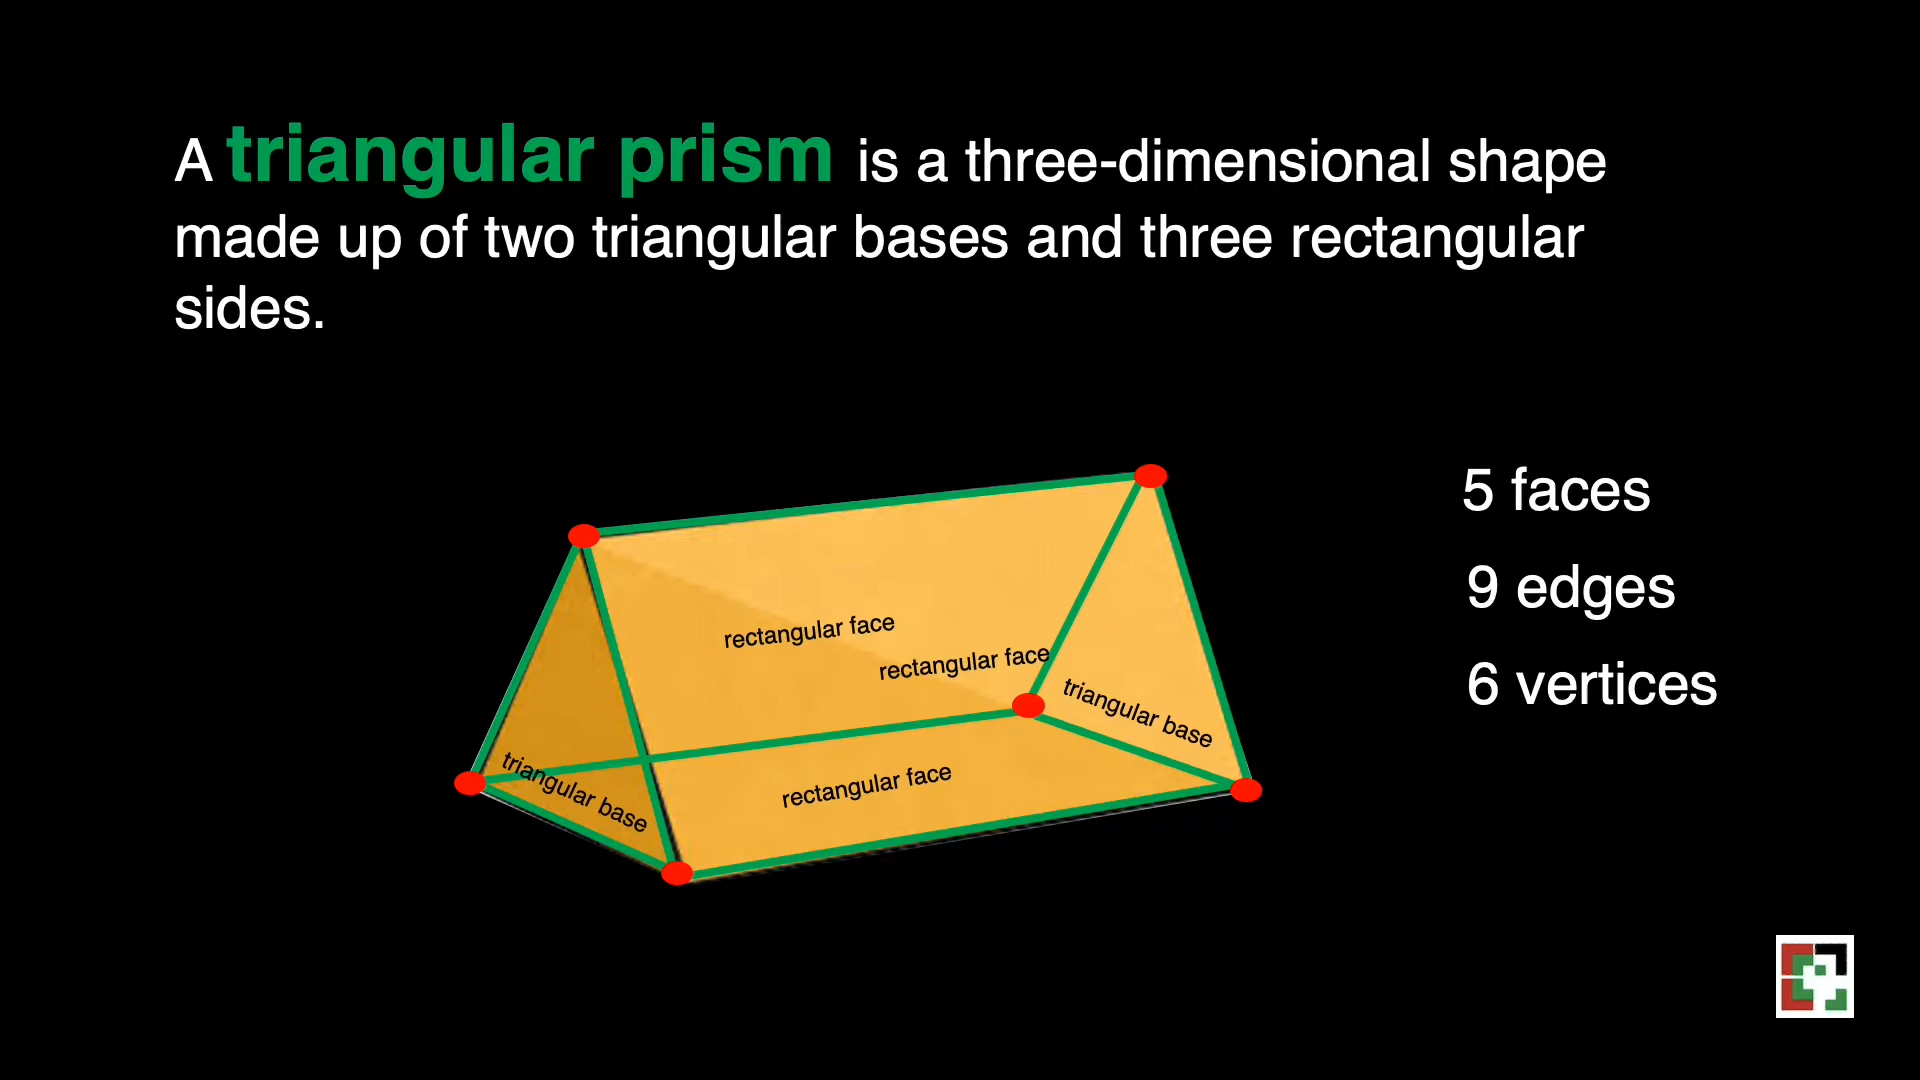 A triangular prism is a three-dimensional shape
made up of two triangular bases and three rectangular
sides.
5 faces
9 edges
6 vertices
rectangular face
rectangular face
triangular base
triangular base
rectangular face